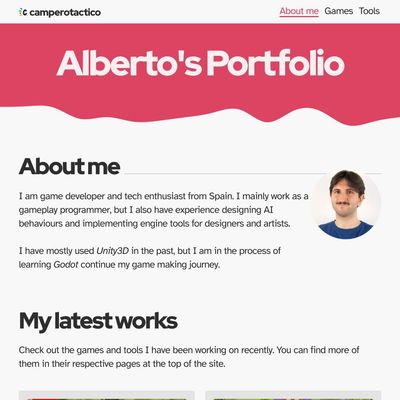 camperotactico
About me Games Tools
Alberto's Portfolio
About me
I am game developer and tech enthusiast from Spain. I mainly work as a
gameplay programmer, but I also have experience designing AI
behaviours and implementing engine tools for designers and artists.
I have mostly used Unity3D in the past, but I am in the process of
learning Godot continue my game making journey.
My latest works
Check out the games and tools I have been working on recently. You can find more of
them in their respective pages at the top of the site.